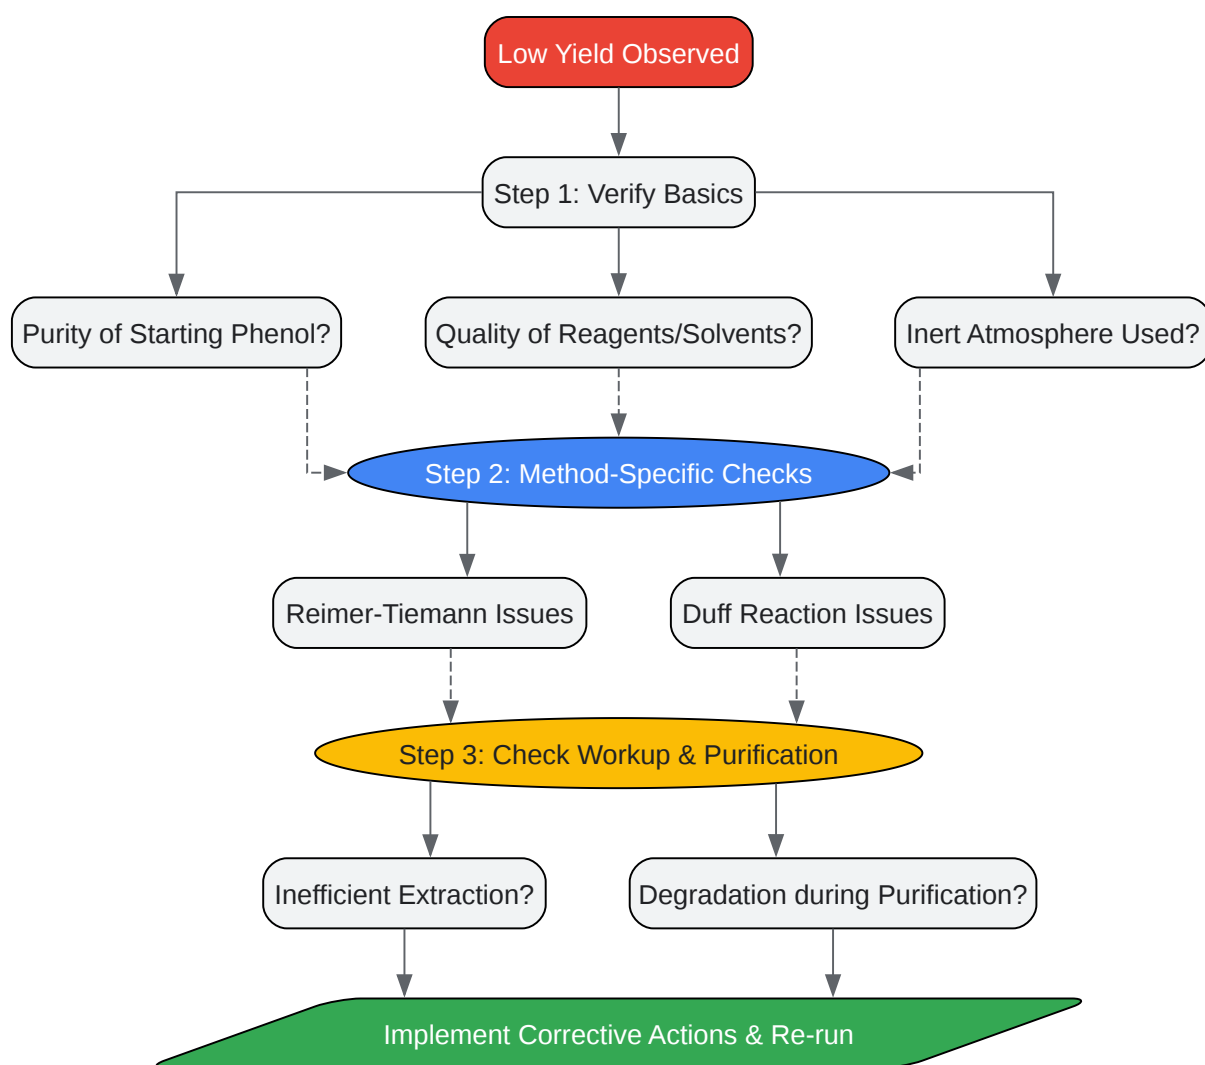 Low Yield Observed
Step 1: Verify Basics
Purity of Starting Phenol?
Quality of Reagents/Solvents?
Inert Atmosphere Used?
Step 2: Method-Specific Checks
Reimer-Tiemann Issues
Duff Reaction Issues
Step 3: Check Workup & Purification
Inefficient Extraction?
Degradation during Purification?
Implement Corrective Actions & Re-run